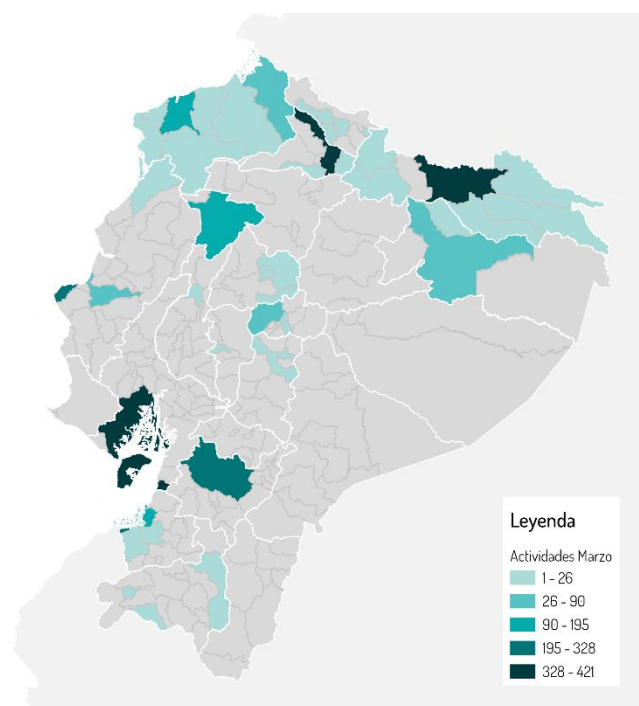 Leyenda
Actividades Marzo
1 - 26
26 - 90
90 - 195
195 - 328
328 - 421